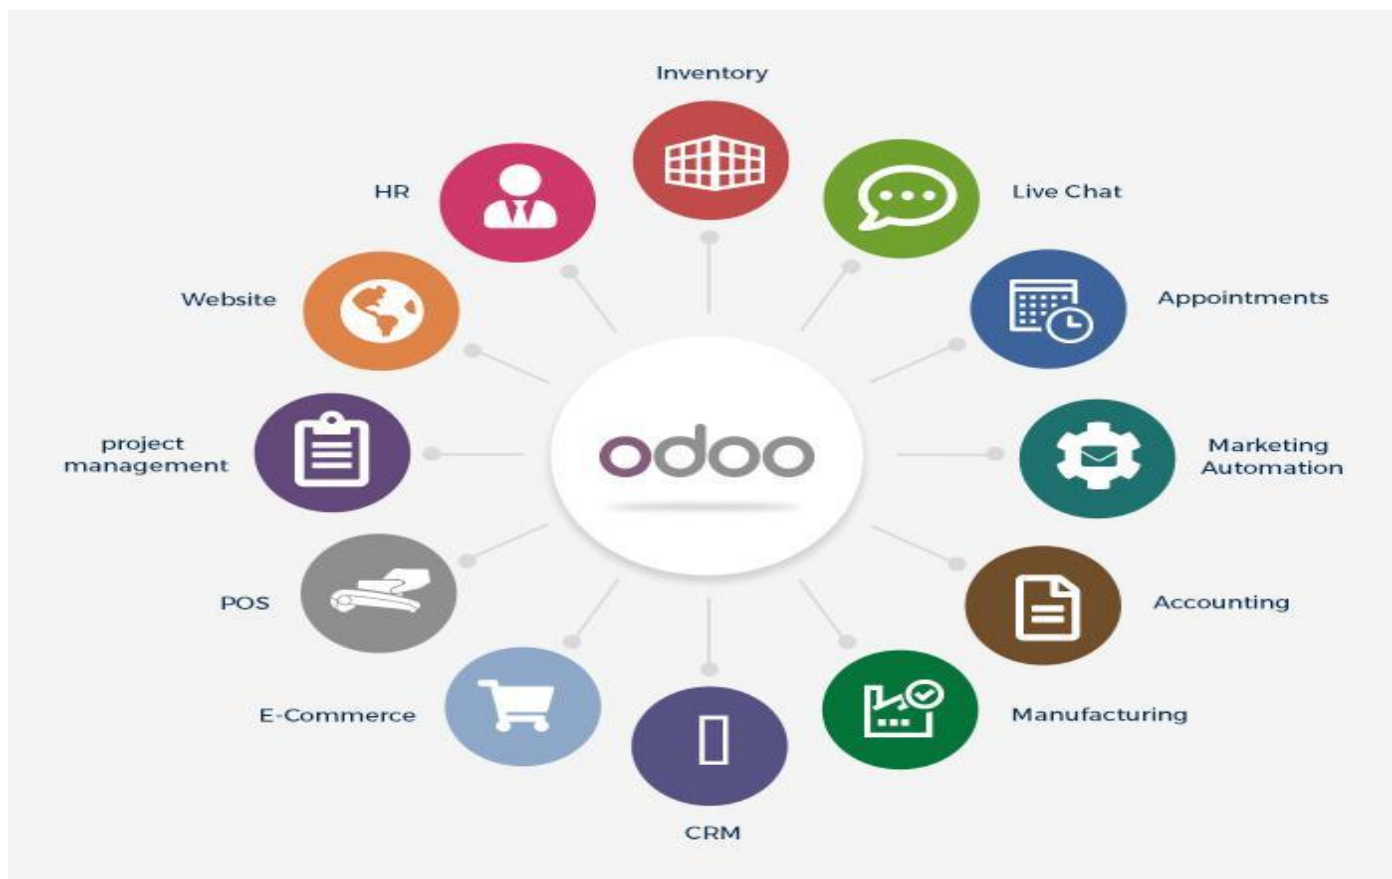 Inventory
HR
Live Chat
Website
Appointments
project
management
odoo
Marketing
Automation
POS
Accounting
E-Commerce
Manufacturing
CRM